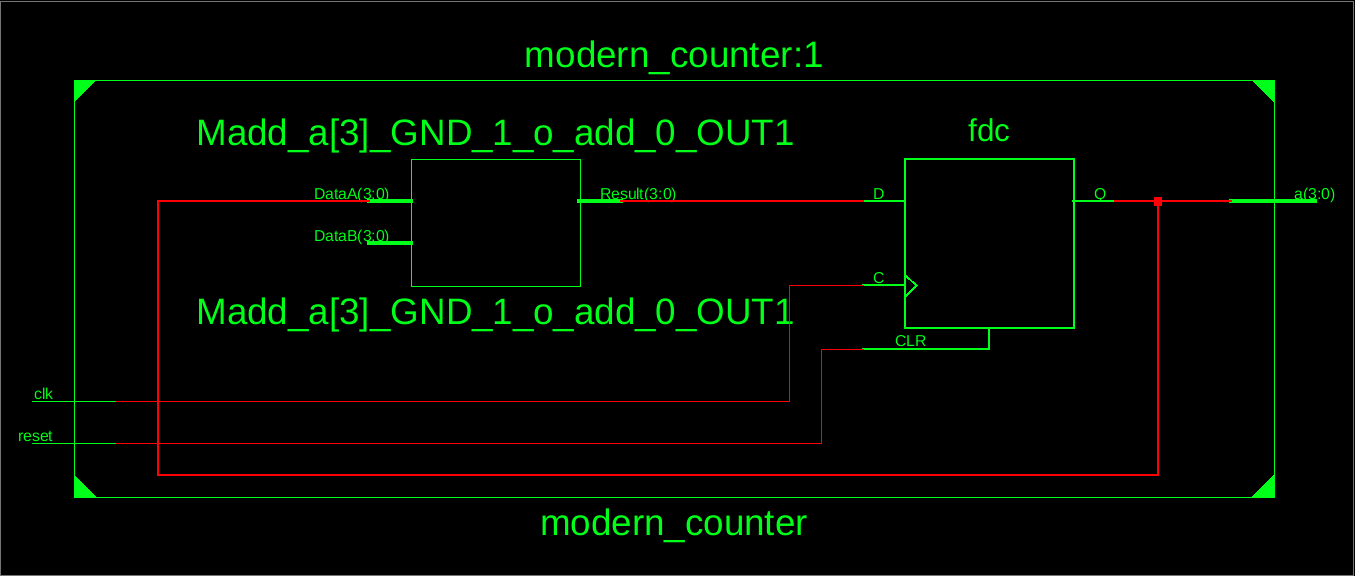 modern_counter:1
Madd_a[3]_GND_1_o_add_0_OUT1
fdc
DataA(3:0)
Result(3:0)
D
Q
a(3:0)
DataB(3:0)
C
Madd_a[3]_GND_1_o_add_0_OUT1
CLR
clk
reset
modern_counter